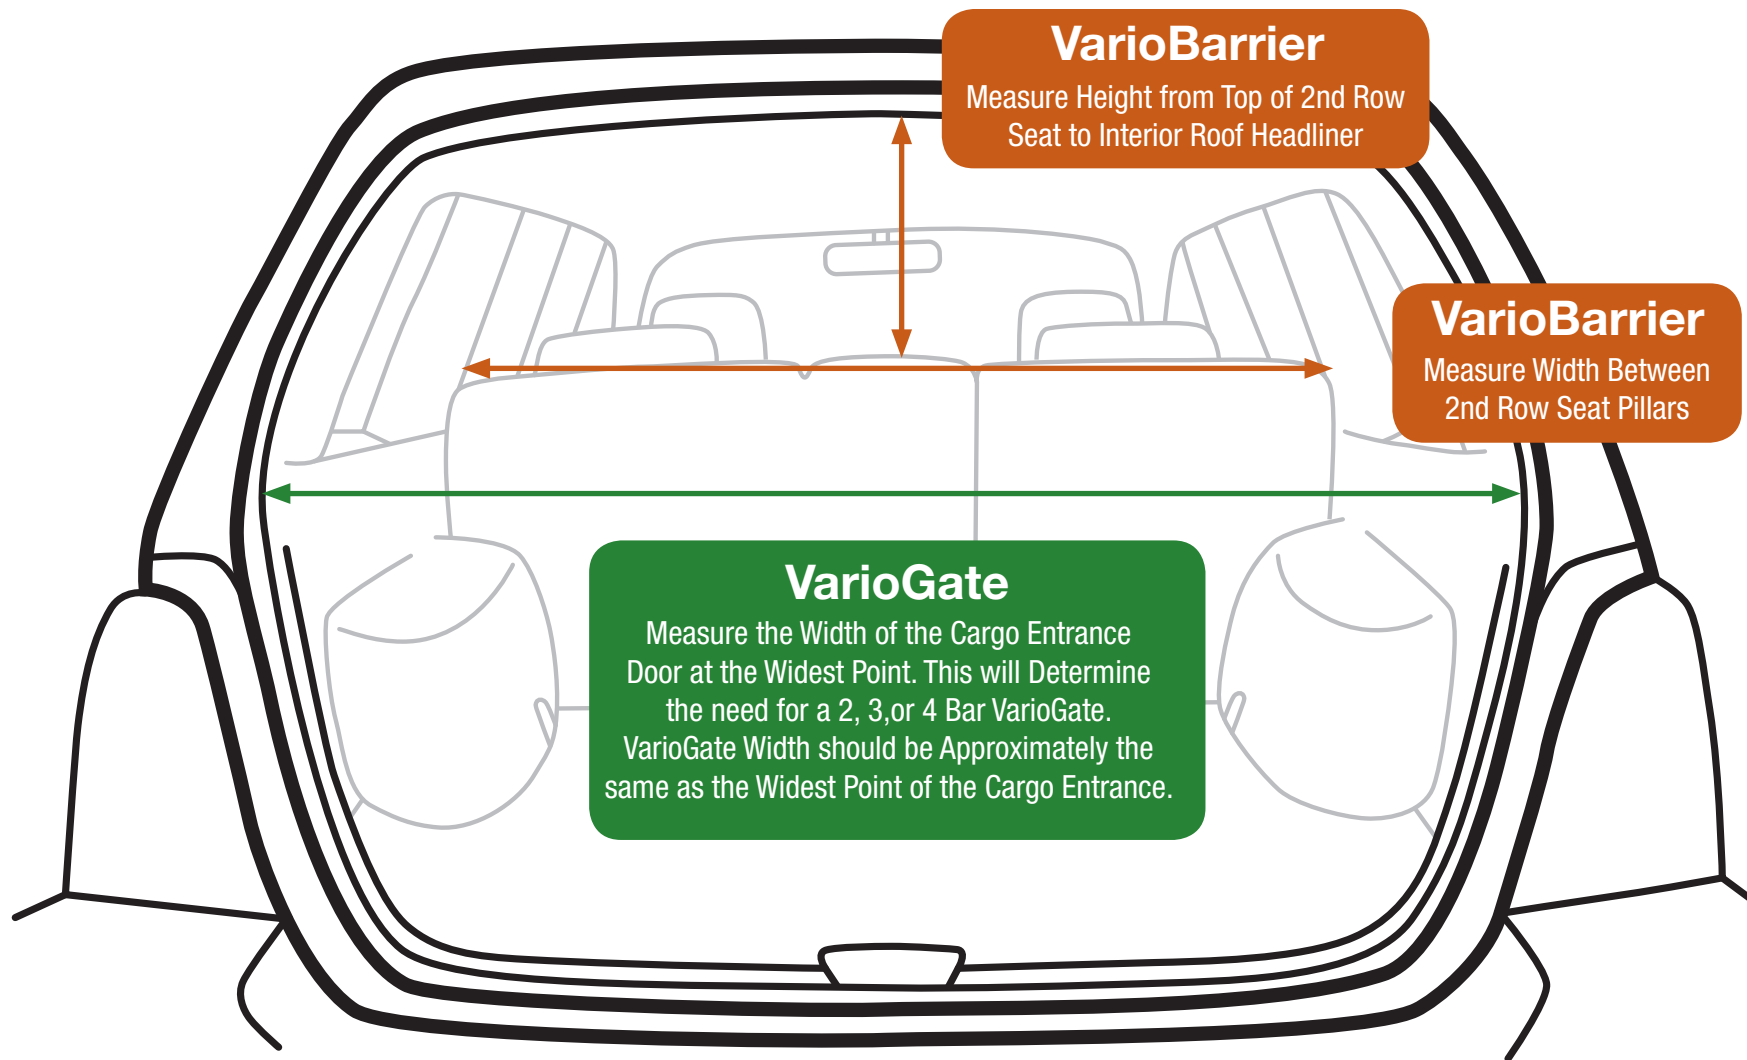 VarioBarrier
Measure Height from Top of 2nd Row
Seat to Interior Roof Headliner
VarioBarrier
Measure Width Between
2nd Row Seat Pillars
VarioGate
Measure the Width of the Cargo Entrance
Door at the Widest Point. This will Determine
the need for a 2, 3,or 4 Bar VarioGate.
VarioGate Width should be Approximately the
same as the Widest Point of the Cargo Entrance.